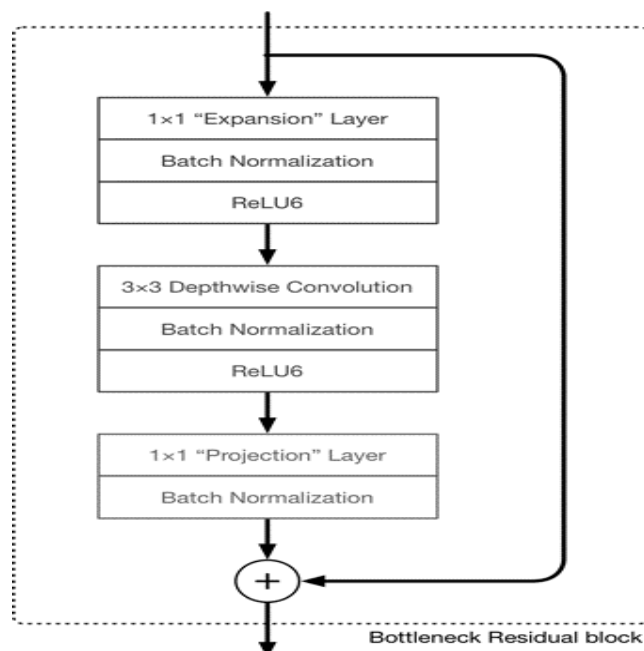 1×1 “Expansion” Layer
Batch Normalization
ReLU6
3×3 Depthwise Convolution
Batch Normalization
ReLU6
1×1 “Projection” Layer
Batch Normalization
+
Bottleneck Residual block